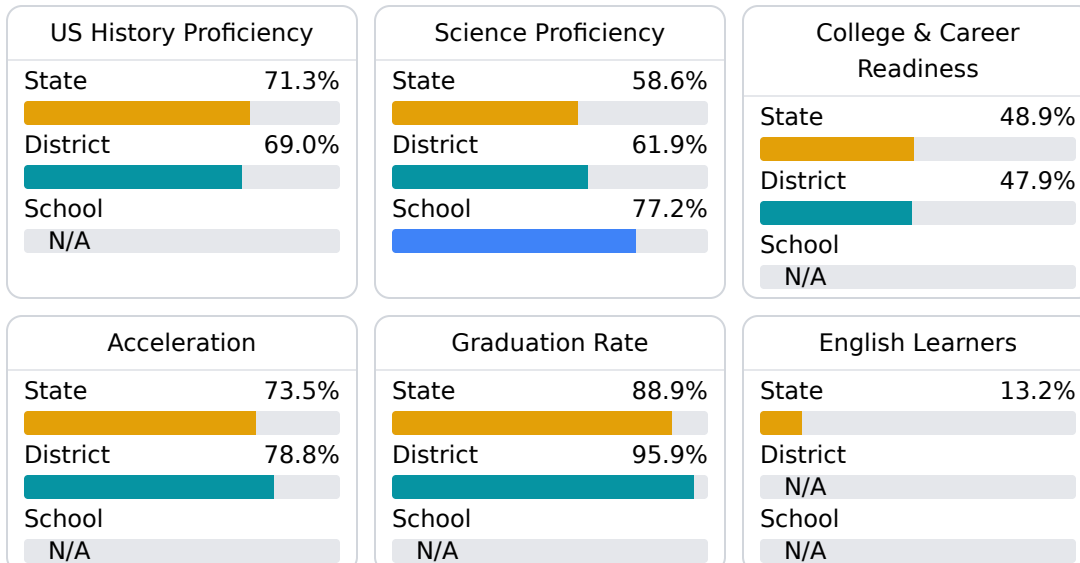 US History Proficiency
State 71.3%
District 69.0%
School
N/A
Science Proficiency
State 58.6%
District 61.9%
School 77.2%
College & Career
Readiness
State 48.9%
District 47.9%
School
N/A
Acceleration
State 73.5%
District 78.8%
School
N/A
Graduation Rate
State 88.9%
District 95.9%
School
N/A
English Learners
State 13.2%
District
N/A
School
N/A